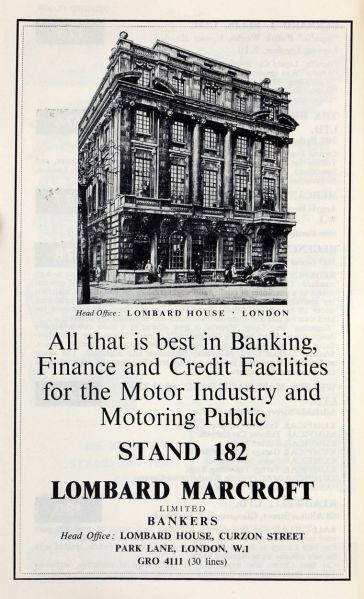 Head Office: LOMBARD HOUSE · LONDON
All that is best in Banking,
Finance and Credit Facilities
for the Motor Industry and
Motoring Public
STAND 182
LOMBARD MARCROFT
LIMITED
BANKERS
Head Office: LOMBARD HOUSE, CURZON STREET
PARK LANE, LONDON, W.1
GRO 4111 (30 lines)